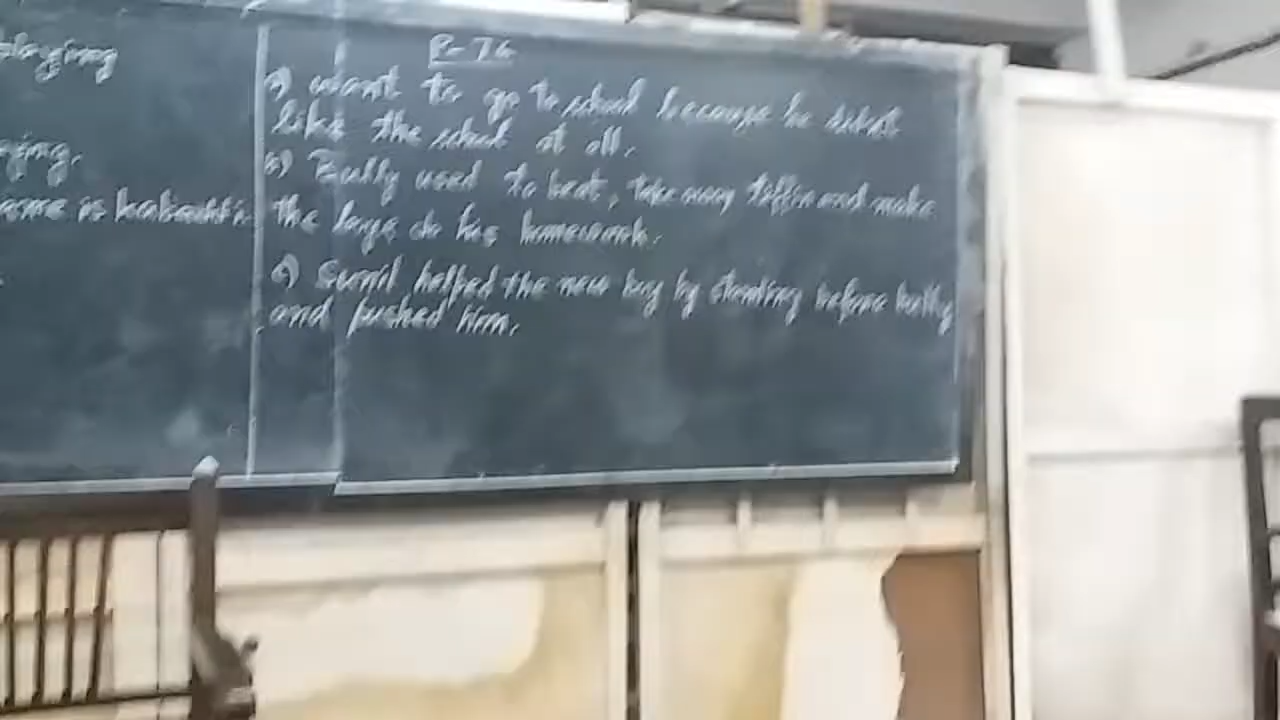 playing
P-76
a) want to go to school because he didnt
like the school at all.
b) Bully used to beat, take away tiffin and make
the boys do his homework.
c) Sunil helped the new boy by standing before bully
and pushed him.